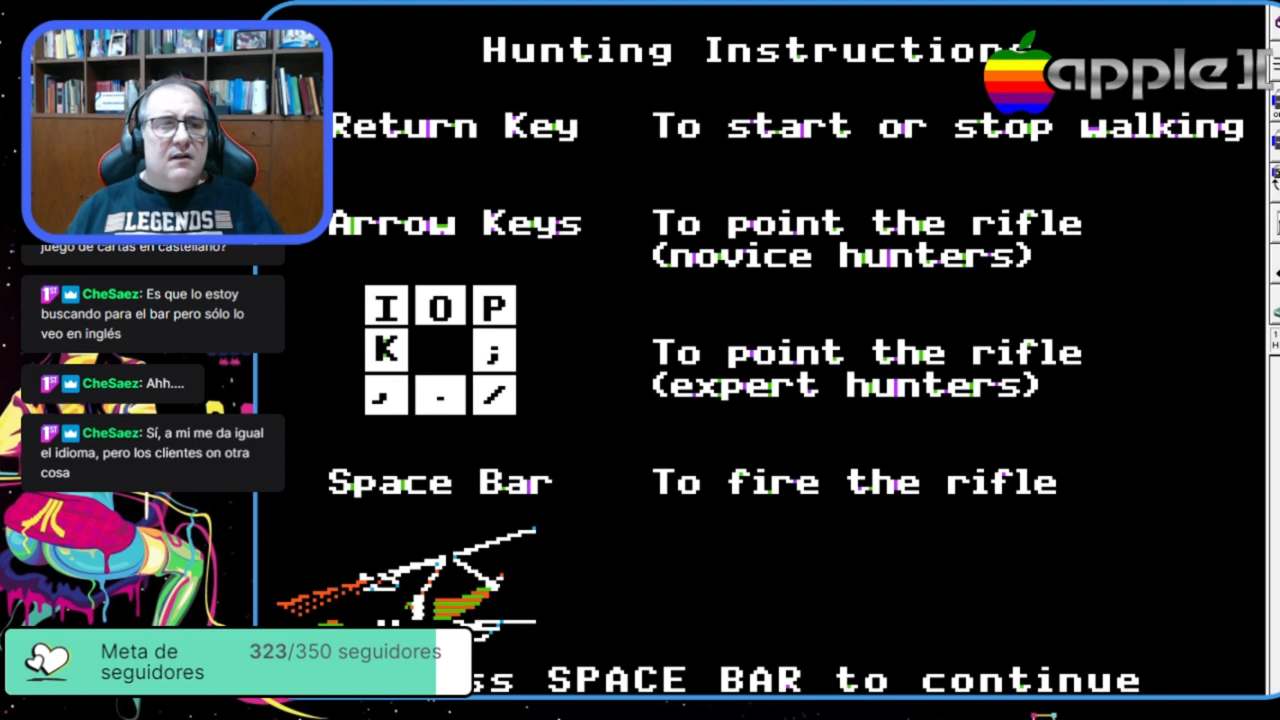 Hunting Instructions
apple ][
Return Key To start or stop walking
LEGENDS
Arrow Keys To point the rifle
(novice hunters)
juego de cartas en castellano?
CheSaez: Es que lo estoy
buscando para el bar pero sólo lo
veo en inglés
CheSaez: Ahh....
CheSaez: Sí, a mi me da igual
el idioma, pero los clientes on otra
cosa
I O P
K ;
, . /
To point the rifle
(expert hunters)
Space Bar To fire the rifle
Meta de
seguidores
323/350 seguidores
SPACE BAR to continue